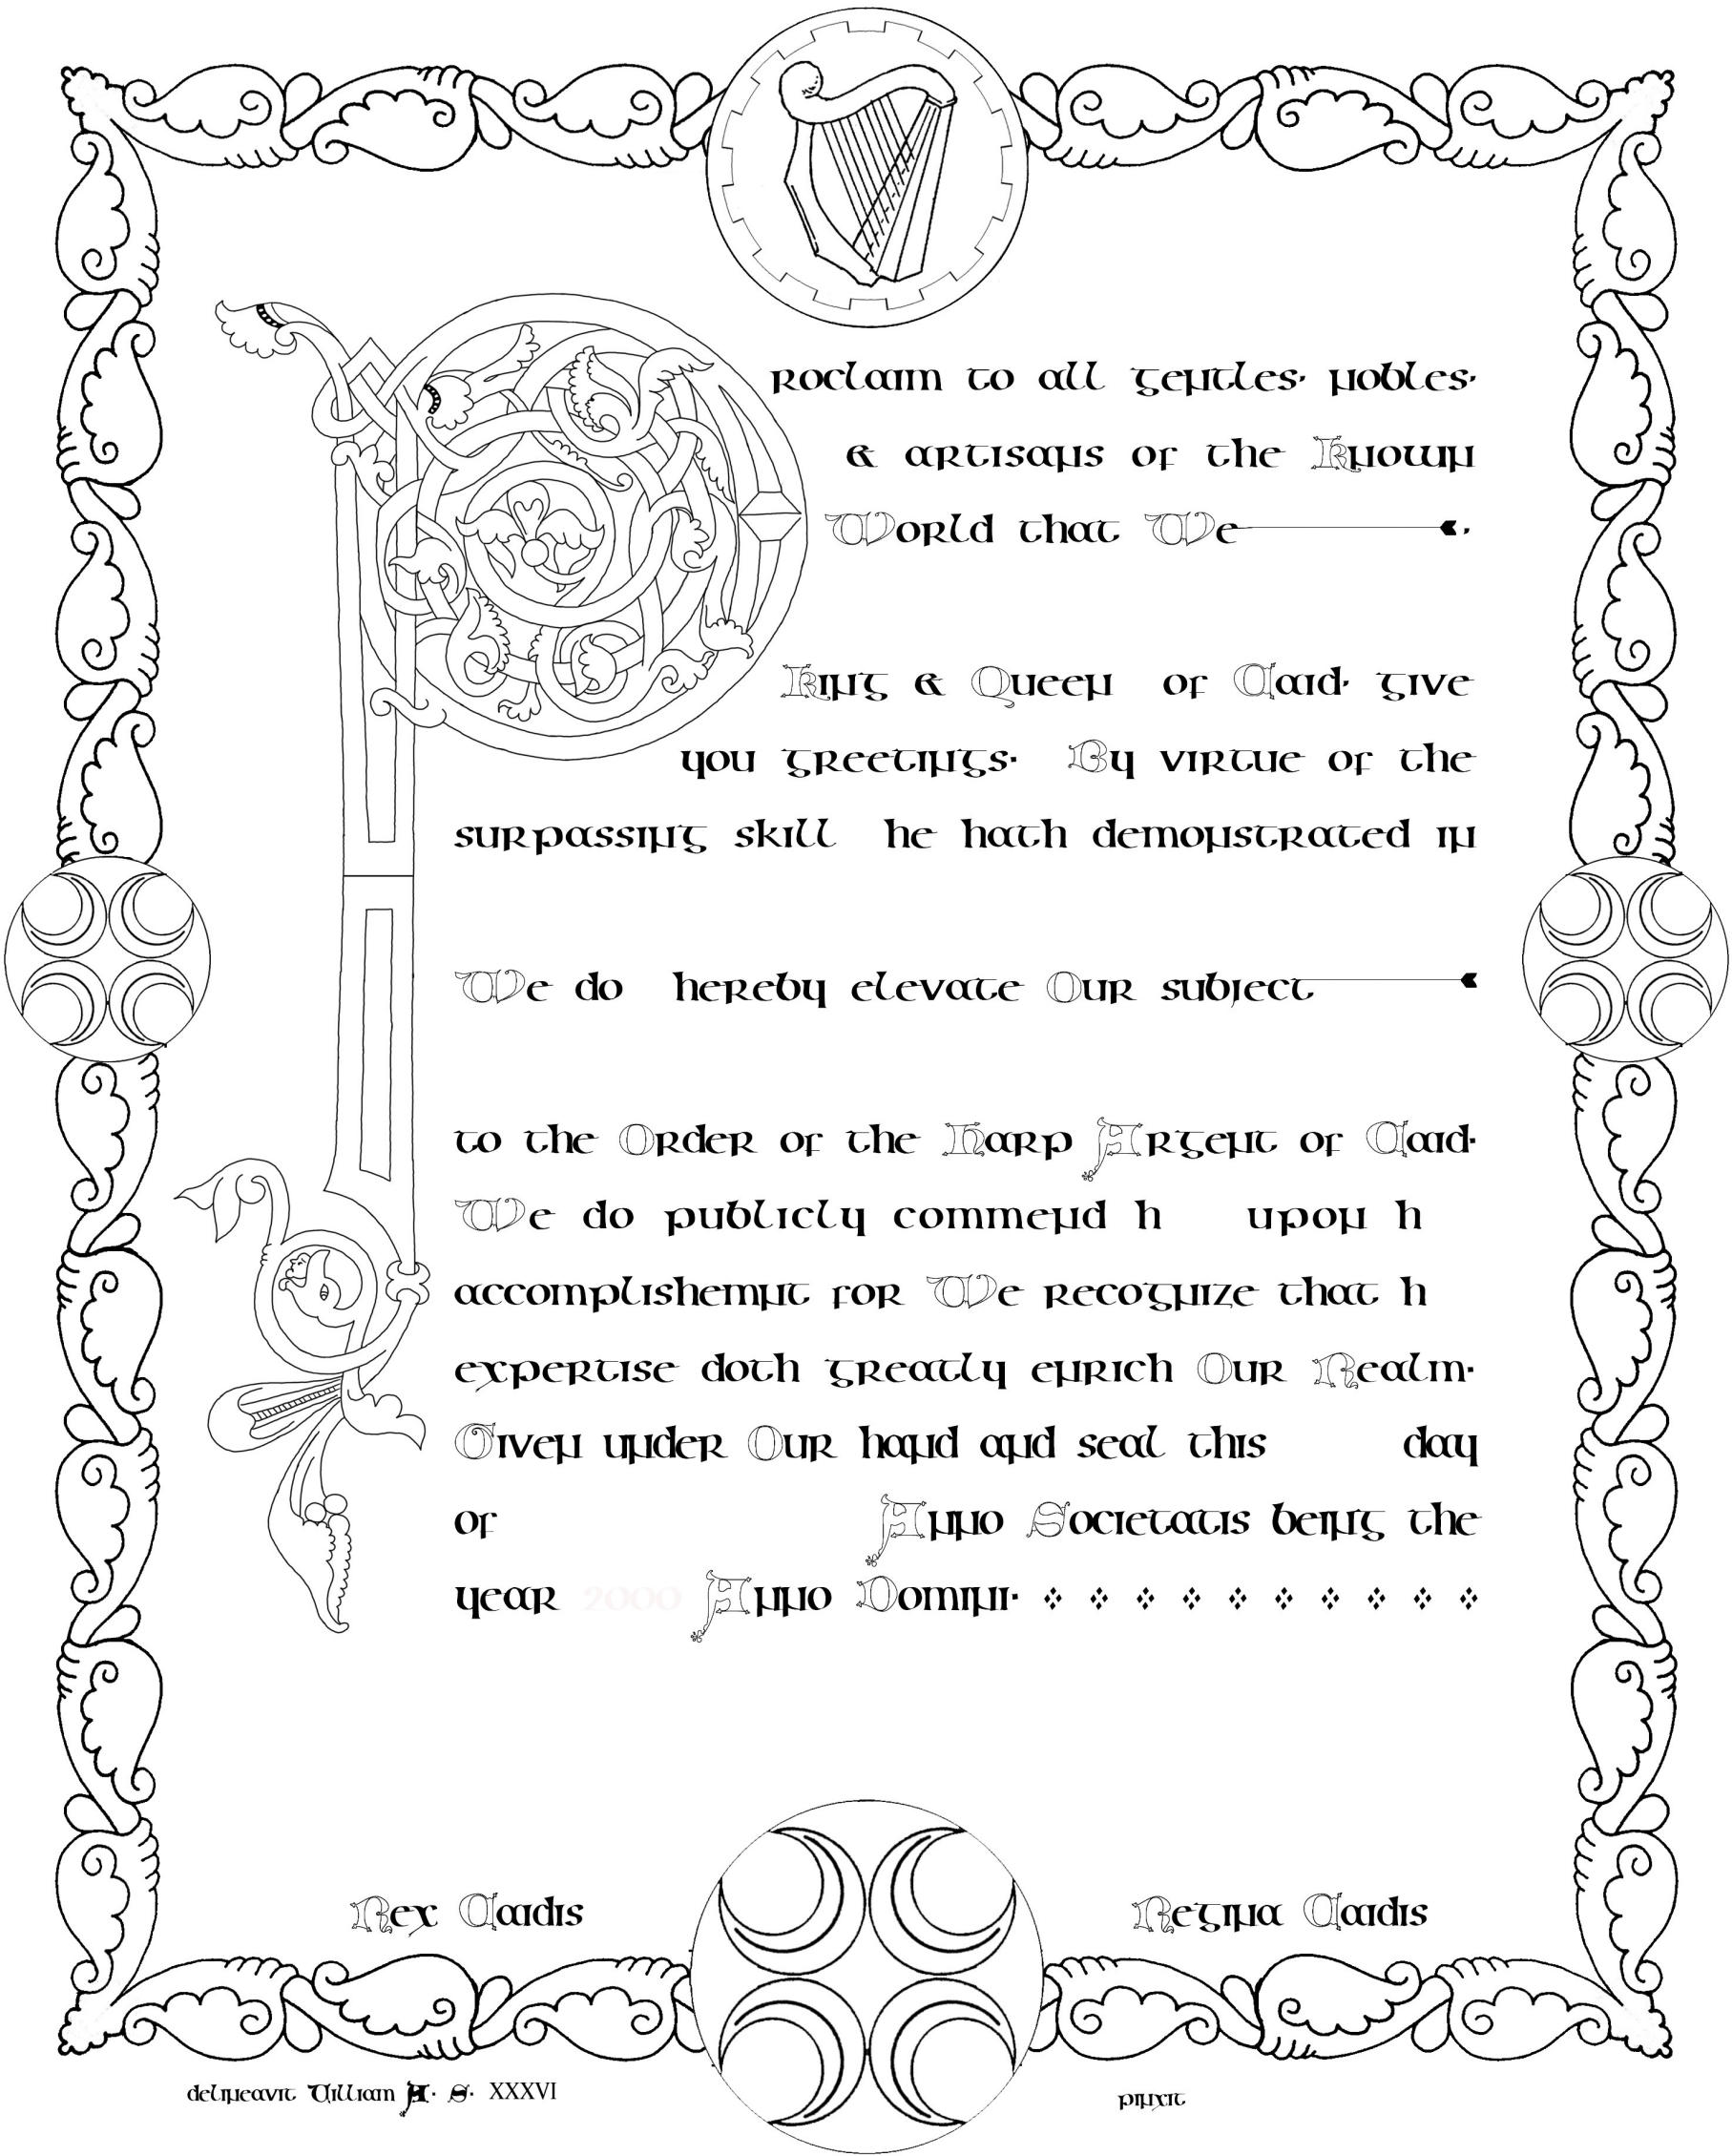 Proclaim to all gentles, nobles,
& artisans of the Known
World that We ,
King & Queen of Caid, give
you greetings. By virtue of the
surpassing skill he hath demonstrated in
We do hereby elevate Our subject
to the Order of the Harp Argent of Caid.
We do publicly commend h upon h
accomplishemnt for We recognize that h
expertise doth greatly enrich Our Realm.
Given under Our hand and seal this day
of Anno Societatis being the
year 2000 Anno Domini.
Rex Caidis
Regina Caidis
delineavit William A. S. XXXVI
pinxit